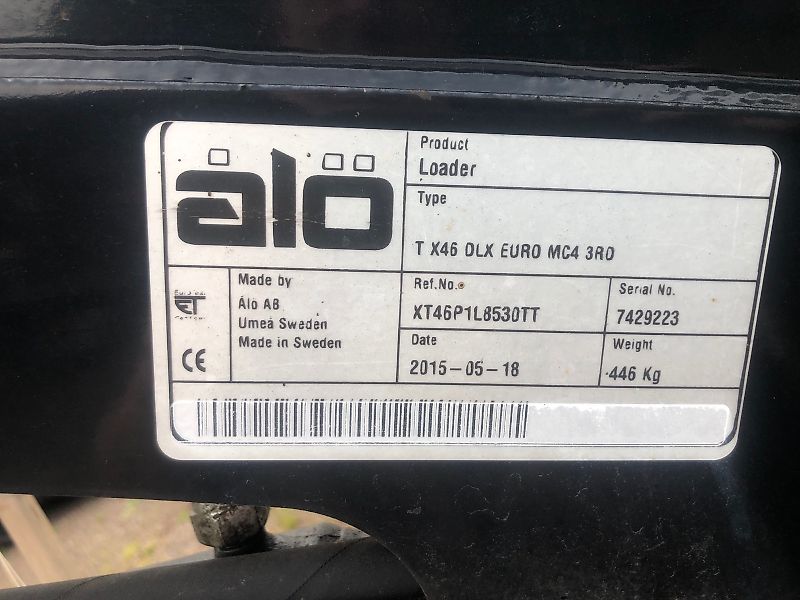 ålö
Product
Loader
Type
T X46 DLX EURO MC4 3RD
Made by
Ålö AB
Umeå Sweden
Made in Sweden
CE
Ref.No.
XT46P1L8530TT
Serial No.
7429223
Date
2015-05-18
Weight
446 Kg